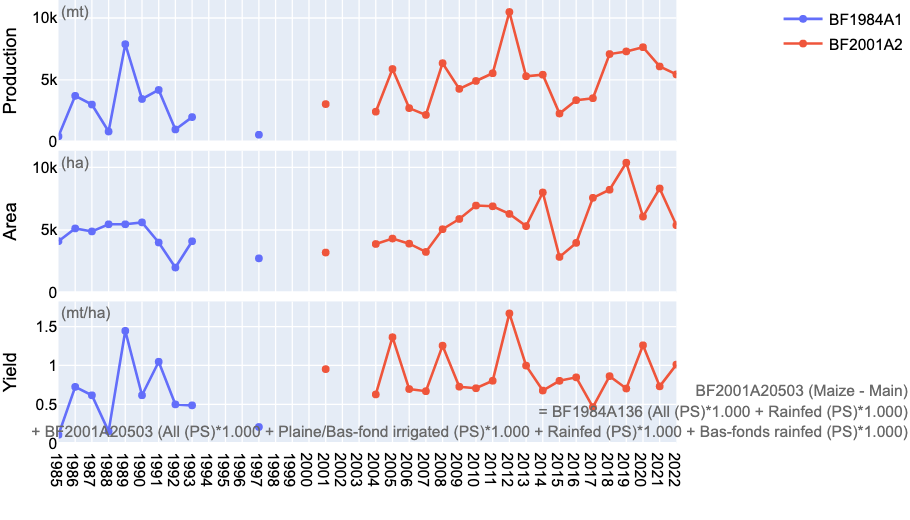 Production
(mt)
10k
5k
0
BF1984A1
BF2001A2
Area
(ha)
10k
5k
0
Yield
(mt/ha)
1.5
1
0.5
0
BF2001A20503 (Maize - Main)
= BF1984A136 (All (PS)*1.000 + Rainfed (PS)*1.000)
+ BF2001A20503 (All (PS)*1.000 + Plaine/Bas-fond irrigated (PS)*1.000 + Rainfed (PS)*1.000 + Bas-fonds rainfed (PS)*1.000)
1985
1986
1987
1988
1989
1990
1991
1992
1993
1994
1995
1996
1997
1998
1999
2000
2001
2002
2003
2004
2005
2006
2007
2008
2009
2010
2011
2012
2013
2014
2015
2016
2017
2018
2019
2020
2021
2022